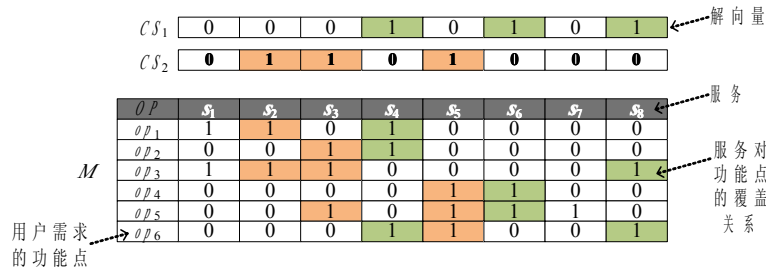 CS1 0 0 0 1 0 1 0 1 解向量
CS2 0 1 1 0 1 0 0 0
OP s1 s2 s3 s4 s5 s6 s7 s8 服务
op1 1 1 0 1 0 0 0 0
op2 0 0 1 1 0 0 0 0
M op3 1 1 1 0 0 0 0 1 服务对功能点的覆盖关系
op4 0 0 0 0 1 1 0 0
op5 0 0 1 0 1 1 1 0
用户需求的功能点 op6 0 0 0 1 1 0 0 1